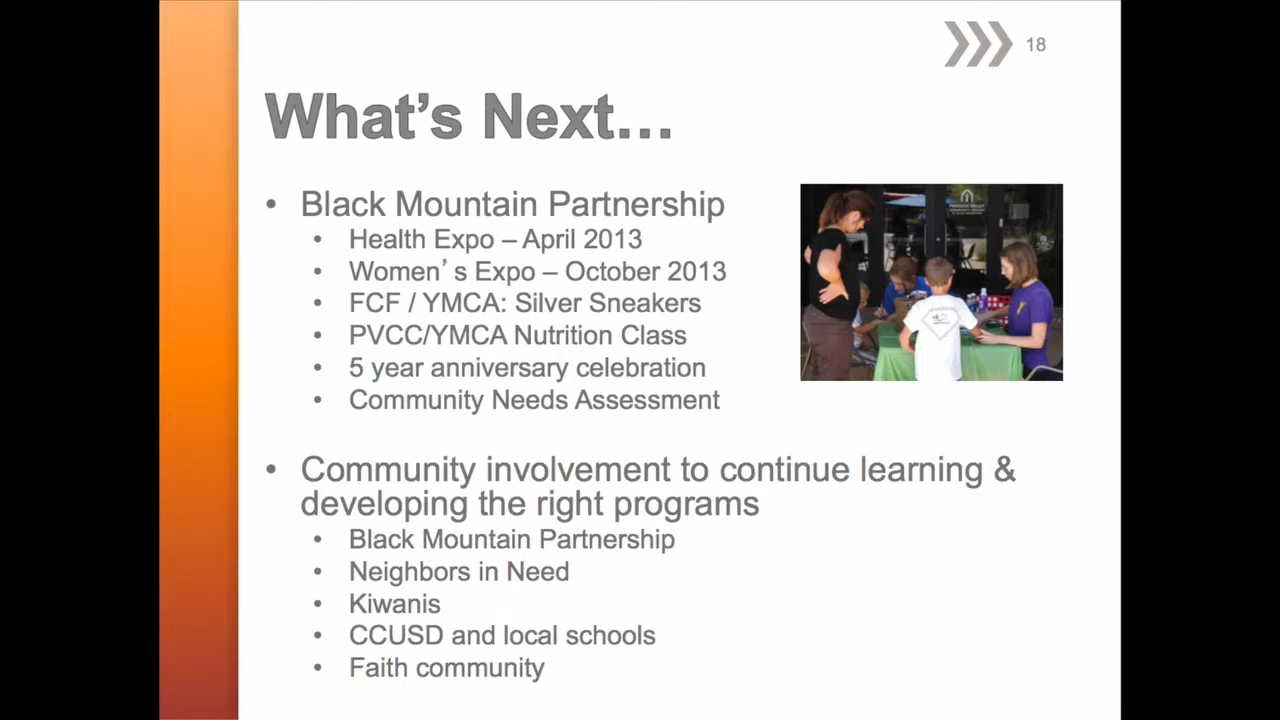 18
What’s Next…
• Black Mountain Partnership
• Health Expo – April 2013
• Women’s Expo – October 2013
• FCF / YMCA: Silver Sneakers
• PVCC/YMCA Nutrition Class
• 5 year anniversary celebration
• Community Needs Assessment
• Community involvement to continue learning &
developing the right programs
• Black Mountain Partnership
• Neighbors in Need
• Kiwanis
• CCUSD and local schools
• Faith community